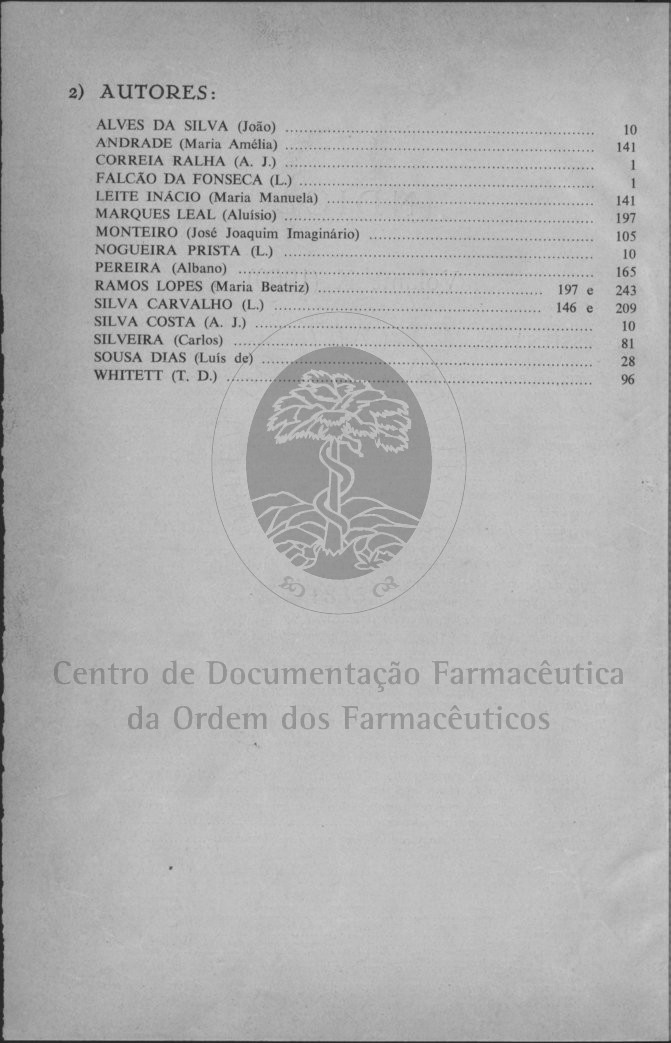 2) AUTORES:
ALVES DA SILVA (João) ........................ 10
ANDRADE (Maria Amélia) ........................ 141
CORREIA RALHA (A. J.) ........................ 1
FALCÃO DA FONSECA (L.) ........................ 1
LEITE INÁCIO (Maria Manuela) ........................ 141
MARQUES LEAL (Aluísio) ........................ 197
MONTEIRO (José Joaquim Imaginário) ........................ 105
NOGUEIRA PRISTA (L.) ........................ 10
PEREIRA (Albano) ........................ 165
RAMOS LOPES (Maria Beatriz) ........................ 197 e 243
SILVA CARVALHO (L.) ........................ 146 e 209
SILVA COSTA (A. J.) ........................ 10
SILVEIRA (Carlos) ........................ 81
SOUSA DIAS (Luís de) ........................ 28
WHITETT (T. D.) ........................ 96
Centro de Documentação Farmacêutica
da Ordem dos Farmacêuticos